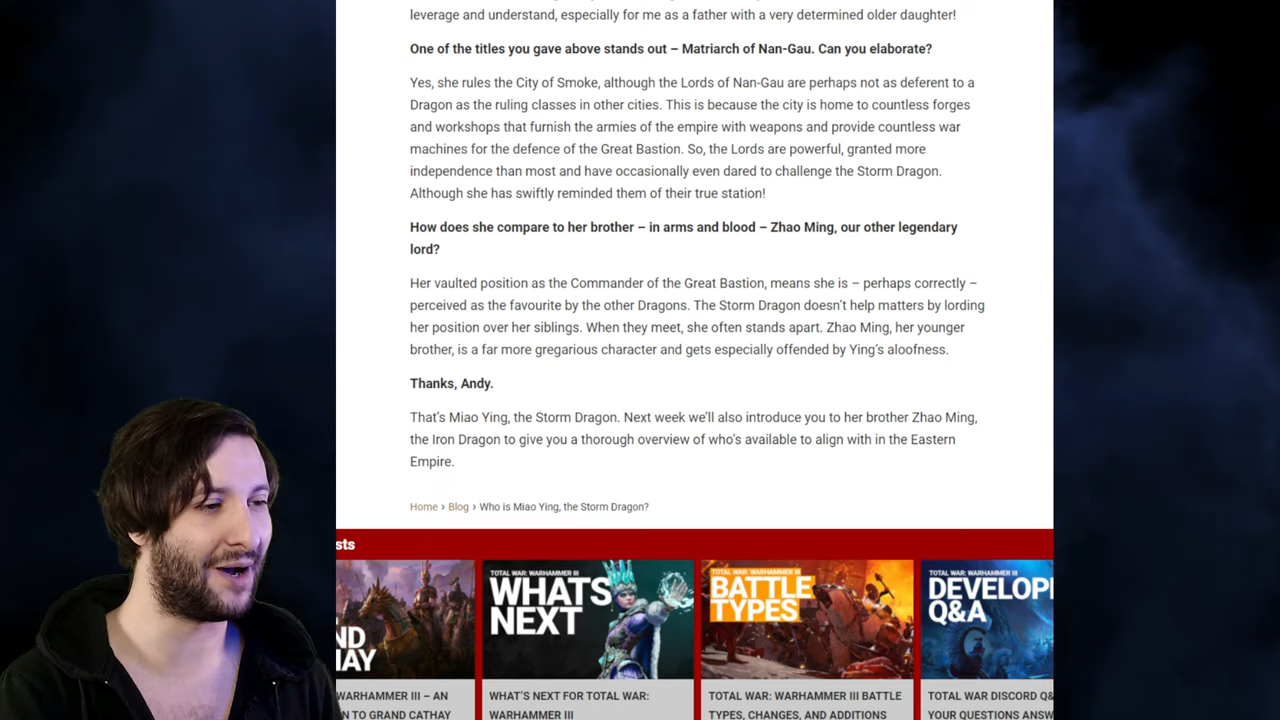 leverage and understand, especially for me as a father with a very determined older daughter!
One of the titles you gave above stands out – Matriarch of Nan-Gau. Can you elaborate?
Yes, she rules the City of Smoke, although the Lords of Nan-Gau are perhaps not as deferent to a
Dragon as the ruling classes in other cities. This is because the city is home to countless forges
and workshops that furnish the armies of the empire with weapons and provide countless war
machines for the defence of the Great Bastion. So, the Lords are powerful, granted more
independence than most and have occasionally even dared to challenge the Storm Dragon.
Although she has swiftly reminded them of their true station!
How does she compare to her brother – in arms and blood – Zhao Ming, our other legendary
lord?
Her vaulted position as the Commander of the Great Bastion, means she is – perhaps correctly –
perceived as the favourite by the other Dragons. The Storm Dragon doesn't help matters by lording
her position over her siblings. When they meet, she often stands apart. Zhao Ming, her younger
brother, is a far more gregarious character and gets especially offended by Ying's aloofness.
Thanks, Andy.
That's Miao Ying, the Storm Dragon. Next week we'll also introduce you to her brother Zhao Ming,
the Iron Dragon to give you a thorough overview of who's available to align with in the Eastern
Empire.
Home › Blog › Who is Miao Ying, the Storm Dragon?
sts
ND
HAY
TOTAL WAR: WARHAMMER III
WHATS
NEXT
TOTAL WAR: WARHAMMER III
BATTLE
TYPES
TOTAL WAR: WARHAMMER III
DEVELOP
Q&A
WARHAMMER III – AN
N TO GRAND CATHAY
WHAT'S NEXT FOR TOTAL WAR:
WARHAMMER III
TOTAL WAR: WARHAMMER III BATTLE
TYPES, CHANGES, AND ADDITIONS
TOTAL WAR DISCORD Q&
YOUR QUESTIONS ANSW